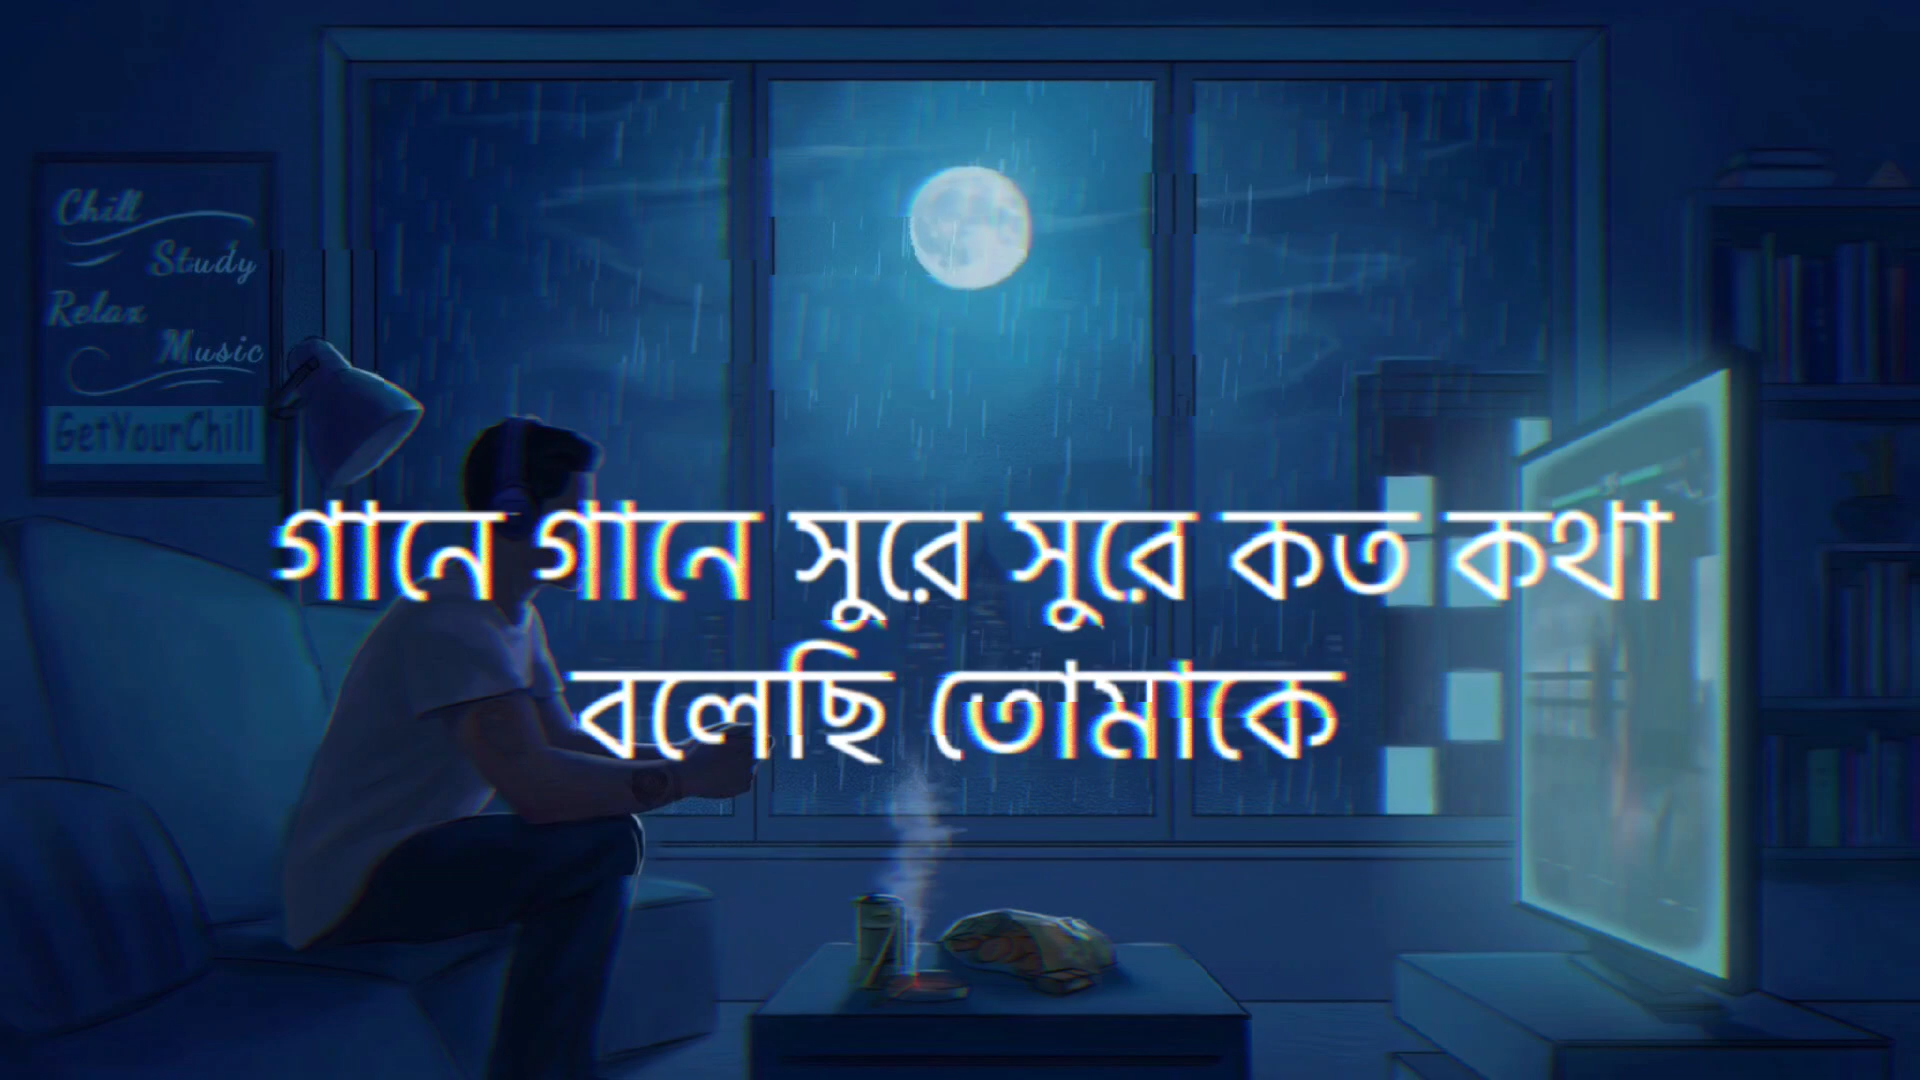 Chill
Study
Relax
Music
GetYourChill
গানে গানে সুরে সুরে কত কথা
বলেছি তোমাকে